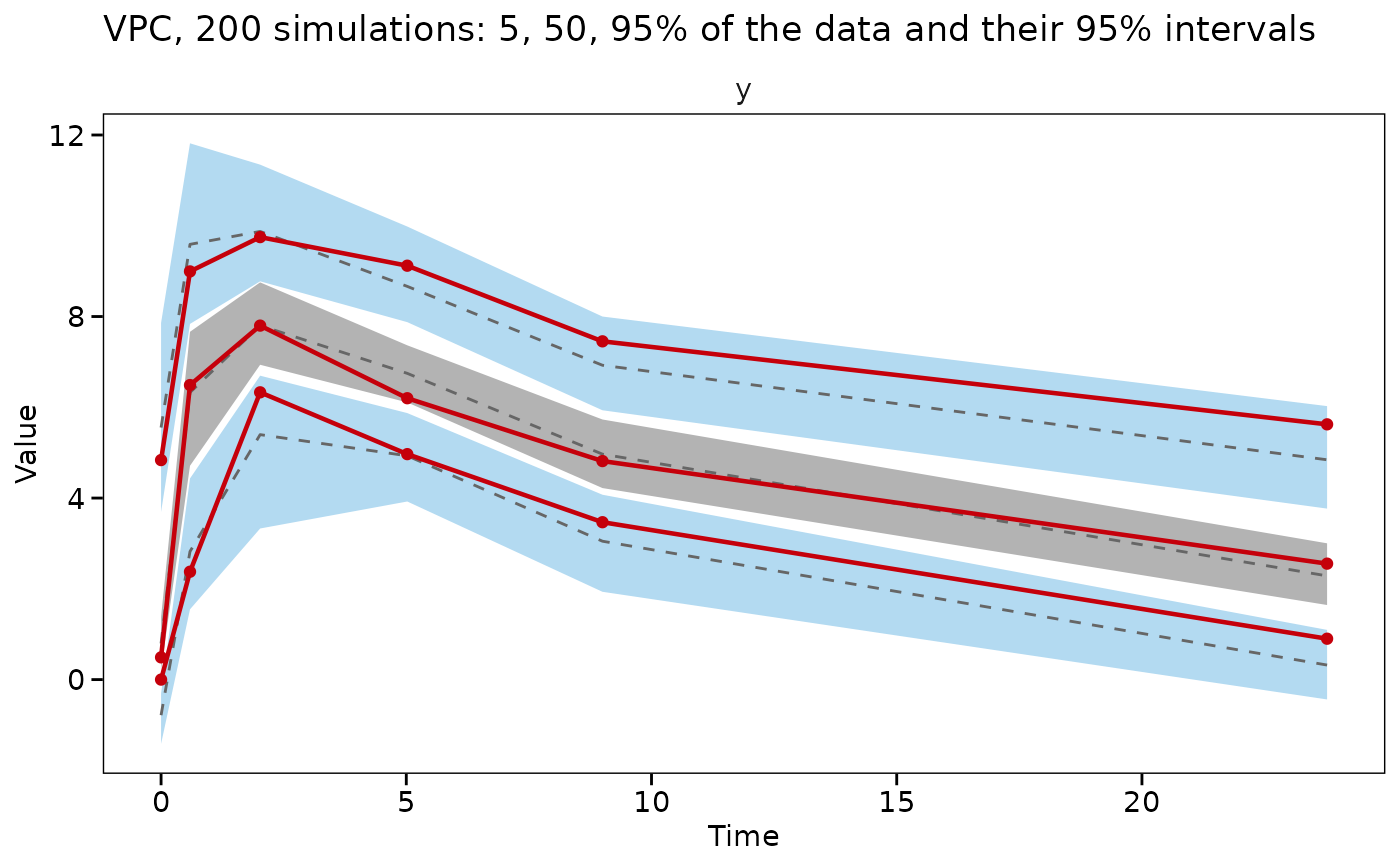 VPC, 200 simulations: 5, 50, 95% of the data and their 95% intervals
y
12
8
4
0
Value
0 5 10 15 20
Time